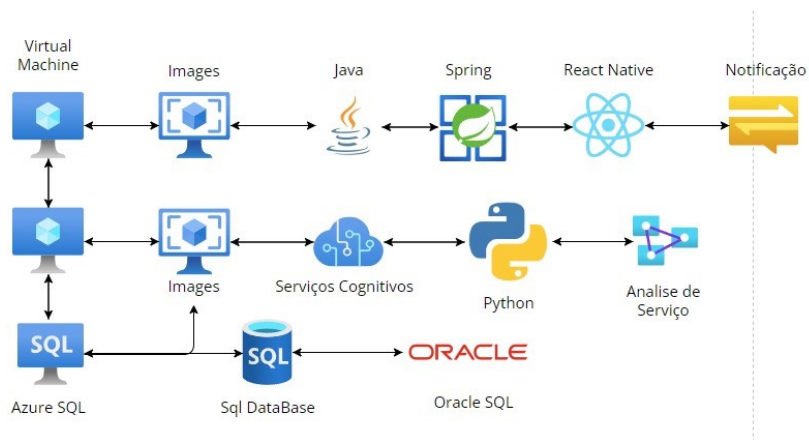 Virtual
Machine
Images
Java
Spring
React Native
Notificação
Images
Serviços Cognitivos
Python
Analise de
Serviço
SQL
SQL
ORACLE
Azure SQL
Sql DataBase
Oracle SQL